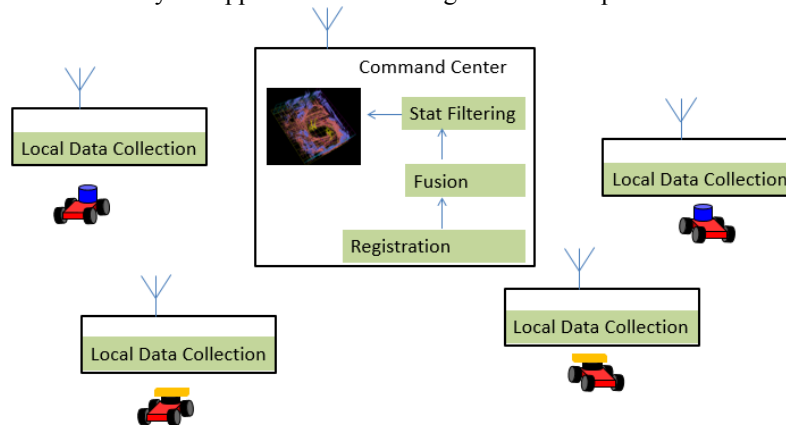 Command Center
Stat Filtering
Local Data Collection
Fusion
Local Data Collection
Registration
Local Data Collection
Local Data Collection